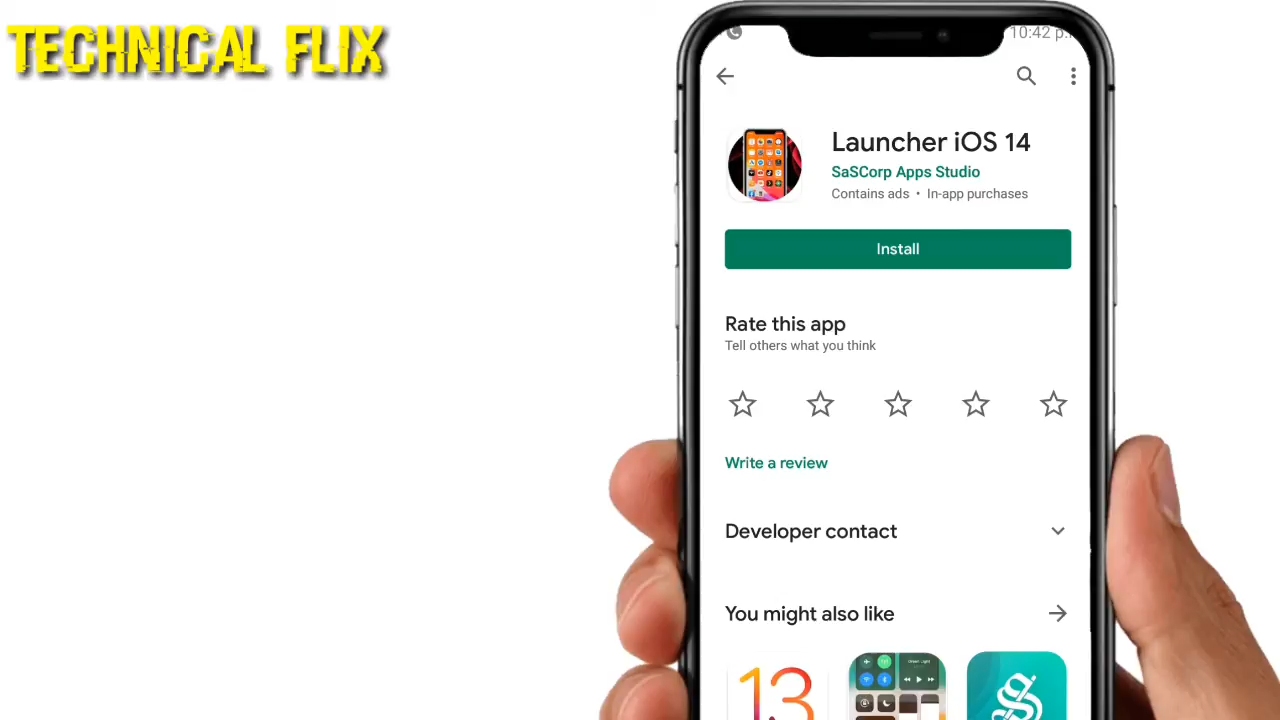 TECHNICAL FLIX
10:42 p.
Launcher iOS 14
SaSCorp Apps Studio
Contains ads • In-app purchases
Install
Rate this app
Tell others what you think
Write a review
Developer contact
You might also like
13